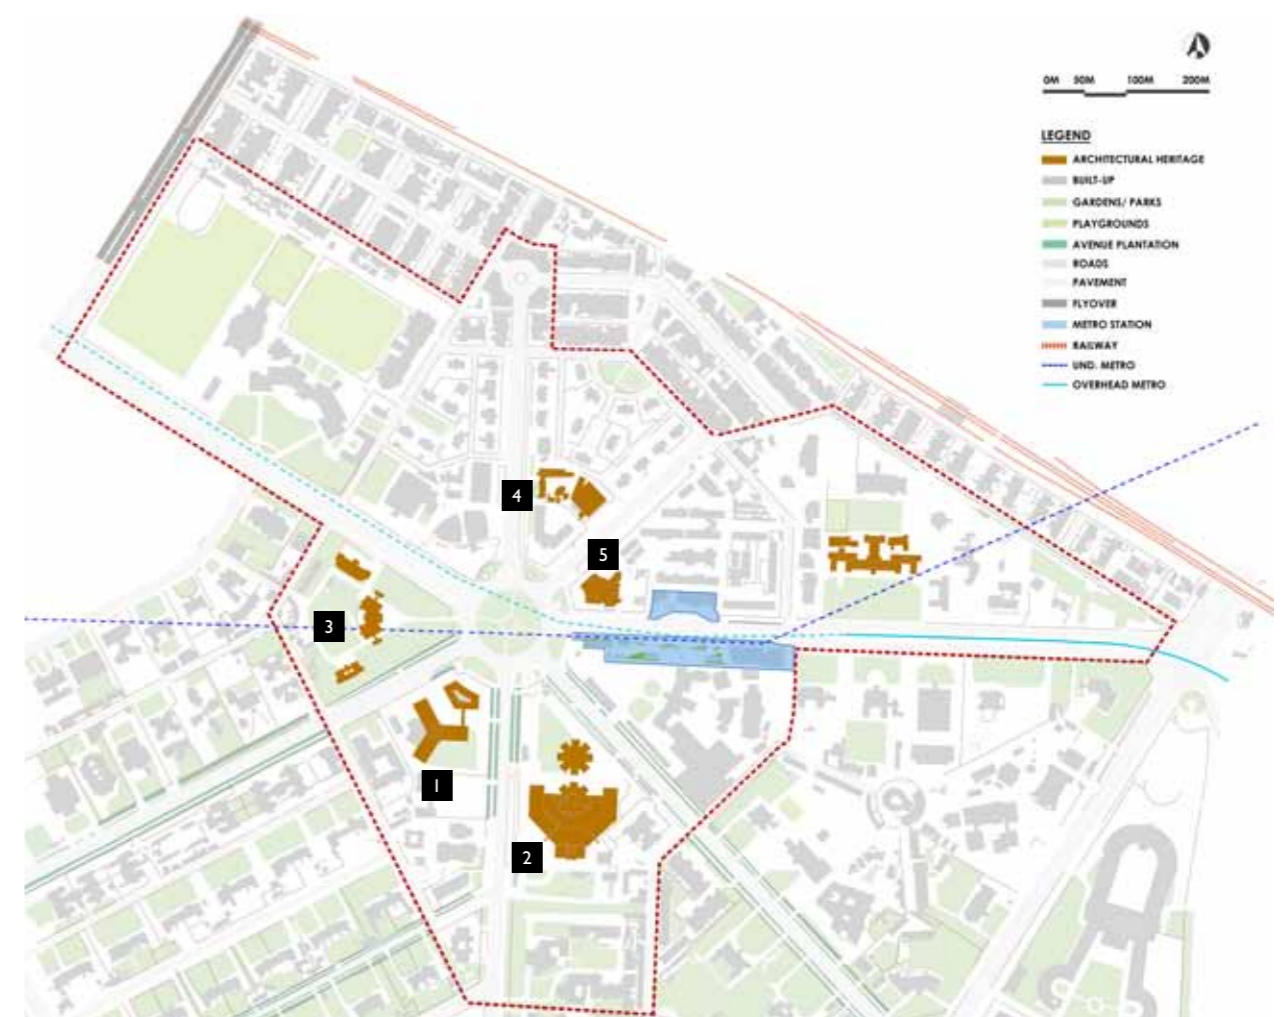 0M 50M 100M 200M
LEGEND
ARCHITECTURAL HERITAGE
BUILT-UP
GARDENS/ PARKS
PLAYGROUNDS
AVENUE PLANTATION
ROADS
PAVEMENT
FLYOVER
METRO STATION
RAILWAY
UND. METRO
OVERHEAD METRO
4
5
3
1
2